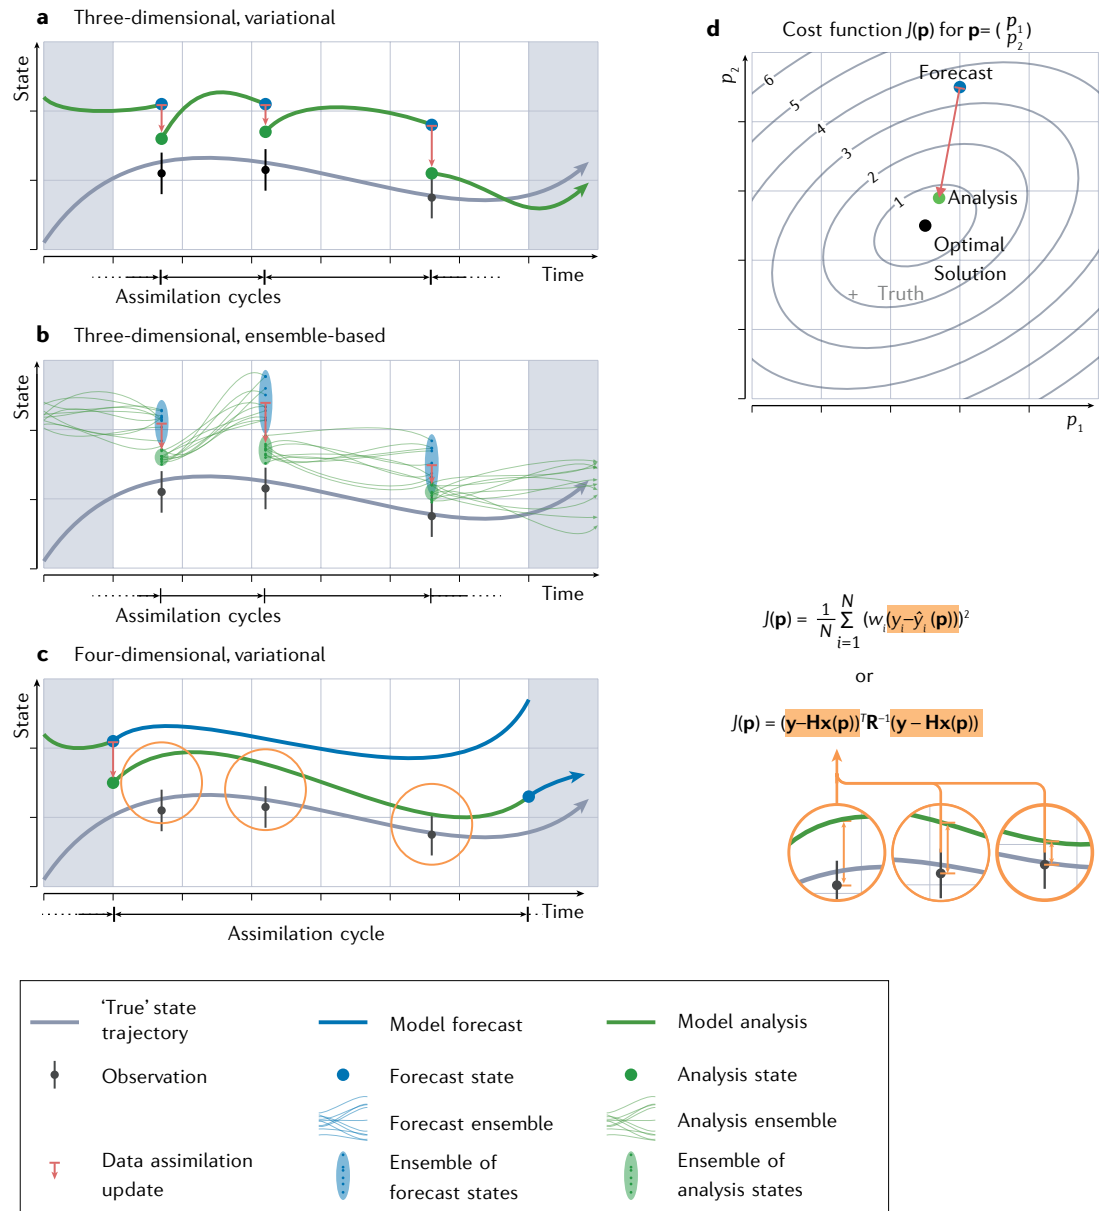 a Three-dimensional, variational
State
Time
Assimilation cycles
b Three-dimensional, ensemble-based
State
Time
Assimilation cycles
c Four-dimensional, variational
State
Time
Assimilation cycle
d Cost function J(p) for p= ( p1 p2 )
p2
6
5
4
3
2
1
Forecast
Analysis
Optimal
Solution
+ Truth
p1
J(p) = 1/N Σ N i=1 (wi(yi–ŷi(p)))²
or
J(p) = (y–Hx(p))ᵀR⁻¹(y – Hx(p))
‘True’ state
trajectory
Model forecast
Model analysis
Observation
Forecast state
Analysis state
Forecast ensemble
Analysis ensemble
Data assimilation
update
Ensemble of
forecast states
Ensemble of
analysis states